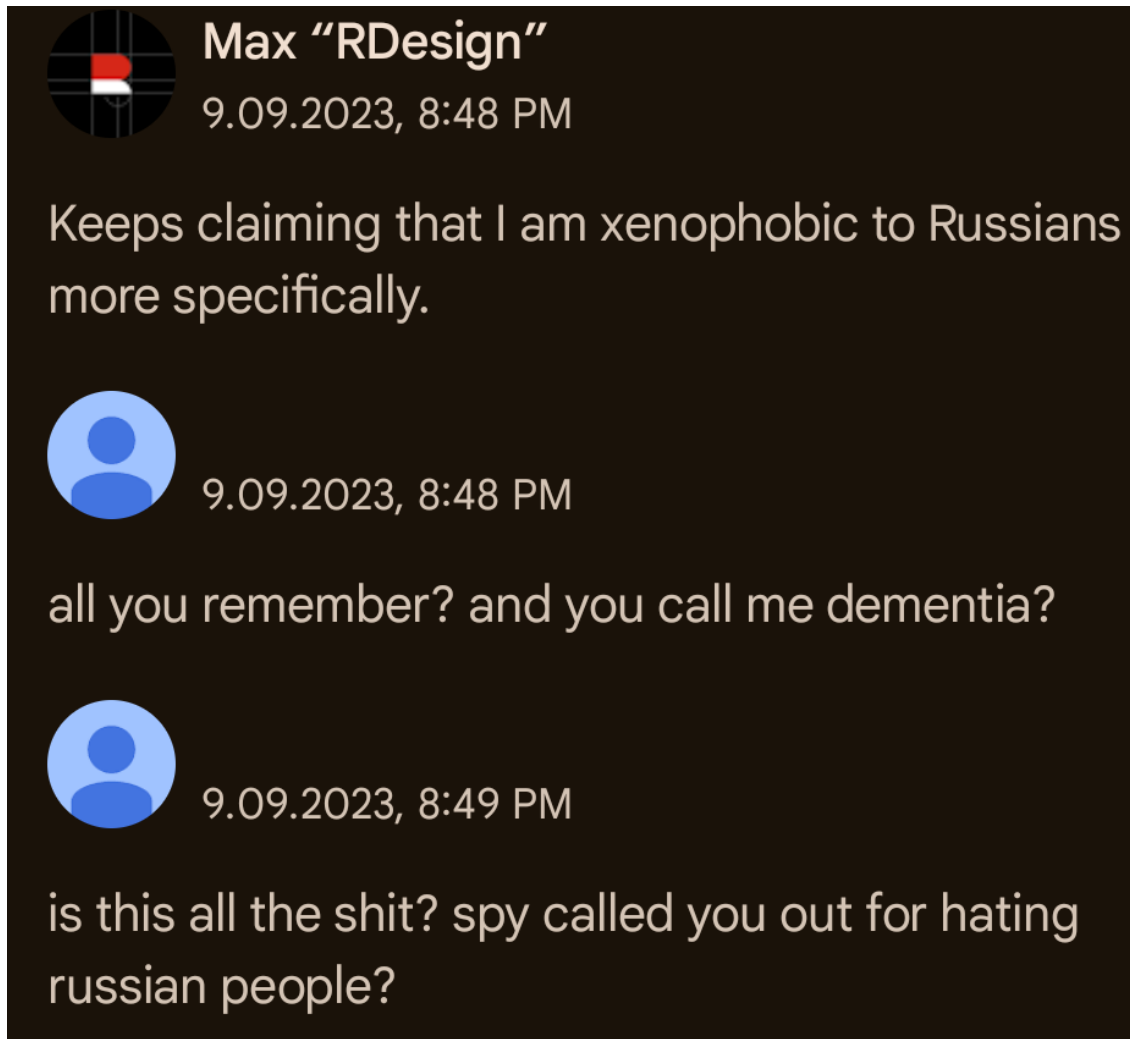 Max “RDesign”
9.09.2023, 8:48 PM
Keeps claiming that I am xenophobic to Russians
more specifically.
9.09.2023, 8:48 PM
all you remember? and you call me dementia?
9.09.2023, 8:49 PM
is this all the shit? spy called you out for hating
russian people?